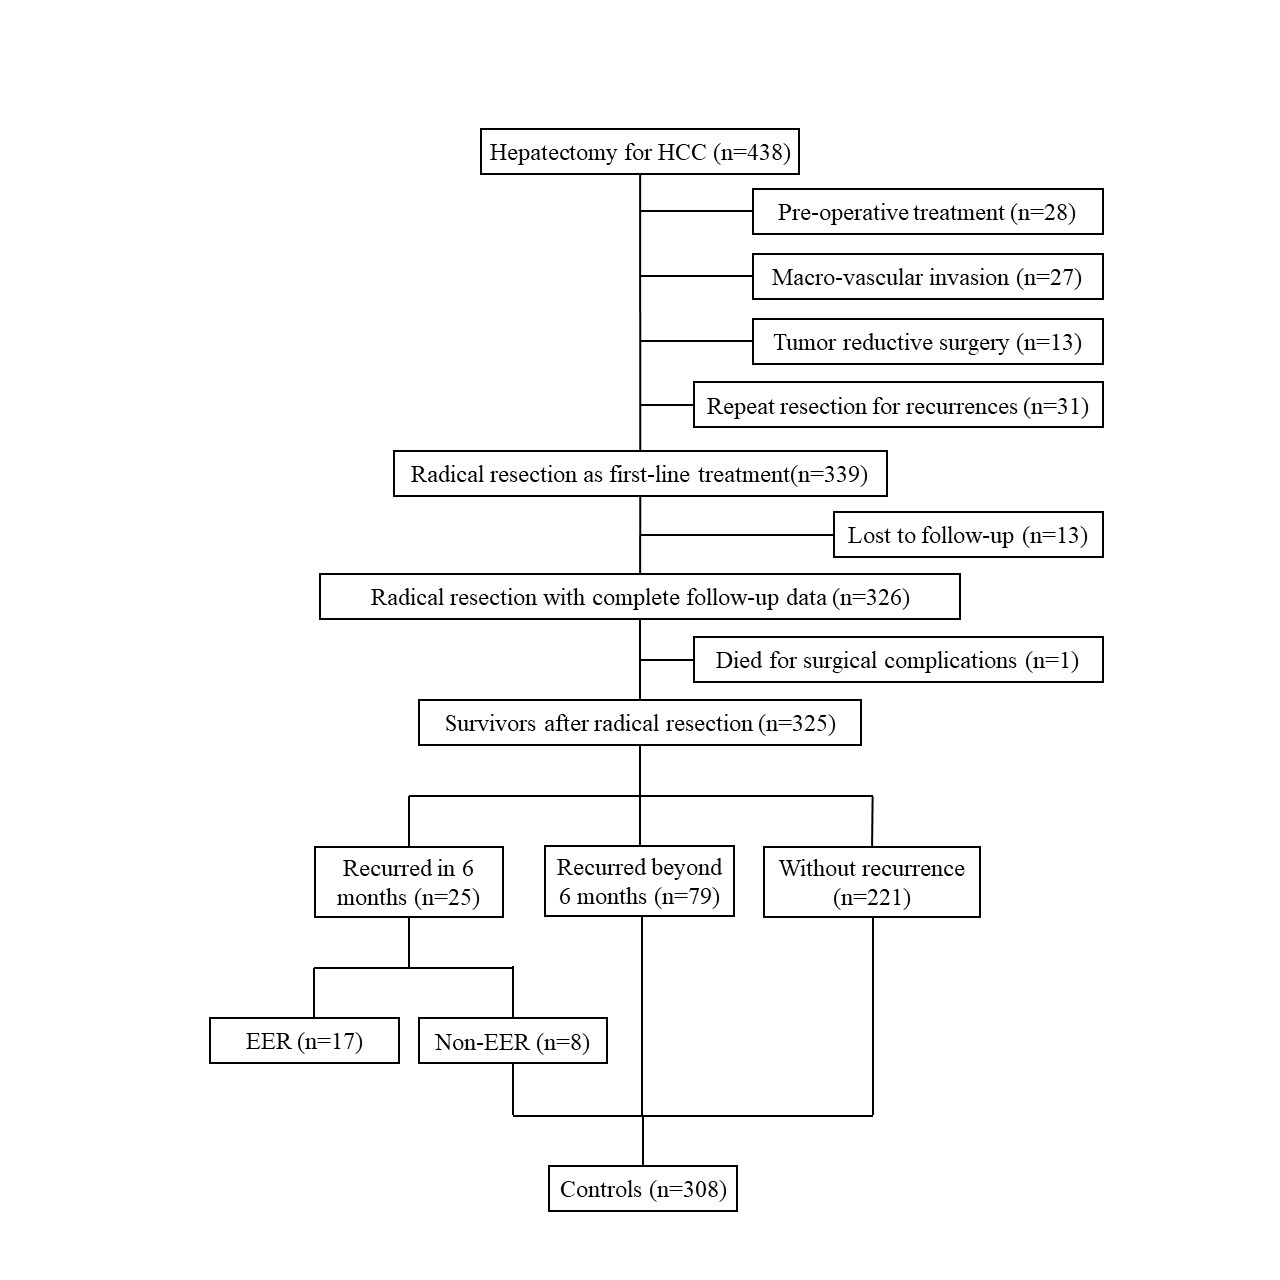 Hepatectomy for HCC (n=438)
Pre-operative treatment (n=28)
Macro-vascular invasion (n=27)
Tumor reductive surgery (n=13)
Repeat resection for recurrences (n=31)
Radical resection as first-line treatment(n=339)
Lost to follow-up (n=13)
Radical resection with complete follow-up data (n=326)
Died for surgical complications (n=1)
Survivors after radical resection (n=325)
Recurred in 6
months (n=25)
Recurred beyond
6 months (n=79)
Without recurrence
(n=221)
EER (n=17)
Non-EER (n=8)
Controls (n=308)